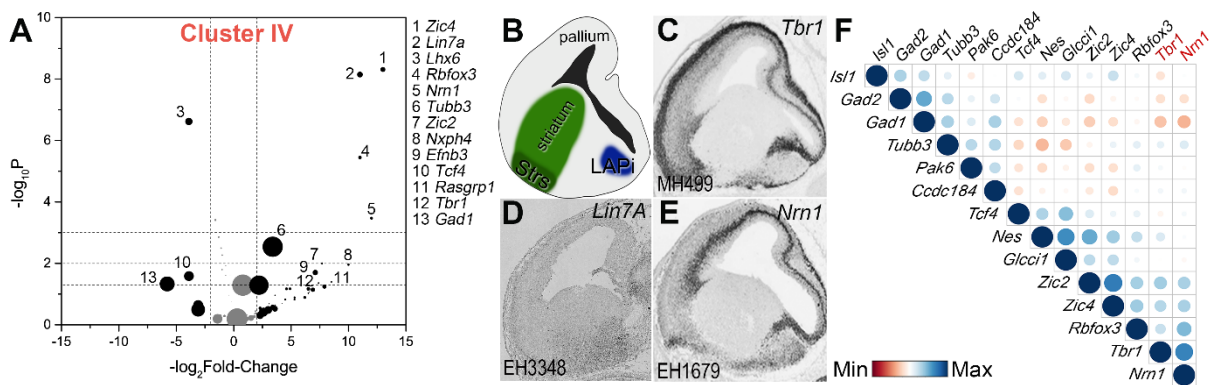 A
Cluster IV
10
8
6
4
2
0
-log10P
-15
-10
-5
0
5
10
15
-log2Fold-Change
1
2
3
4
5
6
7
8
9
10
11
12
13
1 Zic4
2 Lin7a
3 Lhx6
4 Rbfox3
5 Nrn1
6 Tubb3
7 Zic2
8 Nxph4
9 Efnb3
10 Tcf4
11 Rasgrp1
12 Tbr1
13 Gad1
B
pallium
striatum
Strs
LAPi
C
Tbr1
MH499
D
Lin7A
EH3348
E
Nrn1
EH1679
F
Isl1
Gad2
Gad1
Tubb3
Pak6
Ccdc184
Tcf4
Nes
Glcci1
Zic2
Zic4
Rbfox3
Tbr1
Nrn1
Isl1
Gad2
Gad1
Tubb3
Pak6
Ccdc184
Tcf4
Nes
Glcci1
Zic2
Zic4
Rbfox3
Tbr1
Nrn1
Min Max